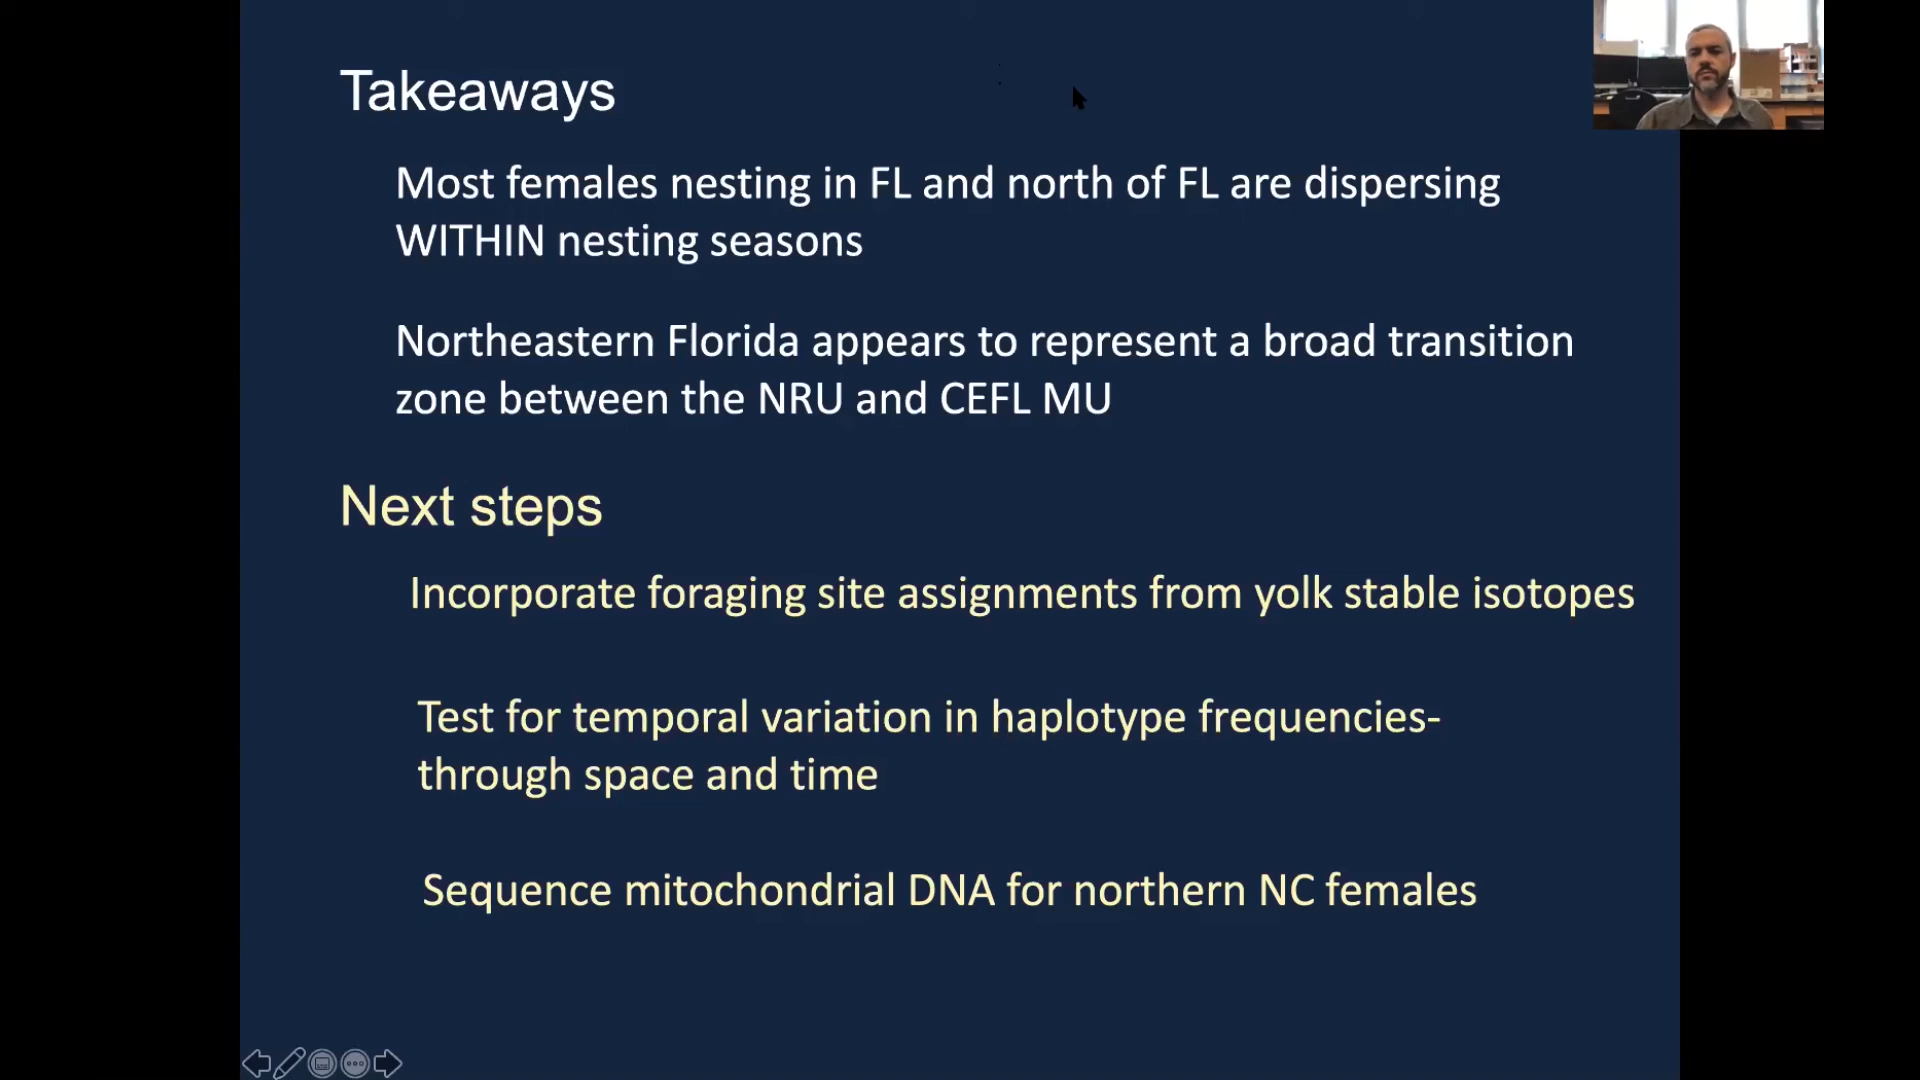 Takeaways
Most females nesting in FL and north of FL are dispersing
WITHIN nesting seasons
Northeastern Florida appears to represent a broad transition
zone between the NRU and CEFL MU
Next steps
Incorporate foraging site assignments from yolk stable isotopes
Test for temporal variation in haplotype frequencies-
through space and time
Sequence mitochondrial DNA for northern NC females